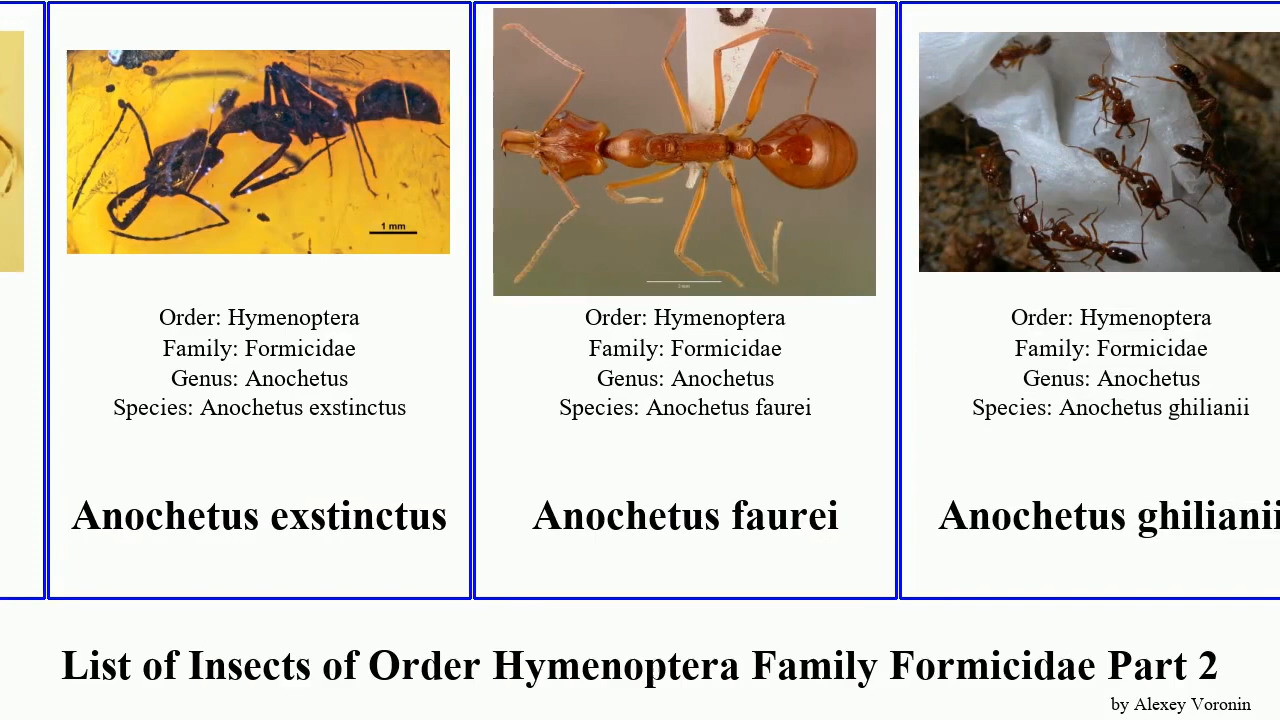 1 mm
Order: Hymenoptera
Family: Formicidae
Genus: Anochetus
Species: Anochetus exstinctus
Anochetus exstinctus
Order: Hymenoptera
Family: Formicidae
Genus: Anochetus
Species: Anochetus faurei
Anochetus faurei
Order: Hymenoptera
Family: Formicidae
Genus: Anochetus
Species: Anochetus ghilianii
Anochetus ghilianii
List of Insects of Order Hymenoptera Family Formicidae Part 2
by Alexey Voronin